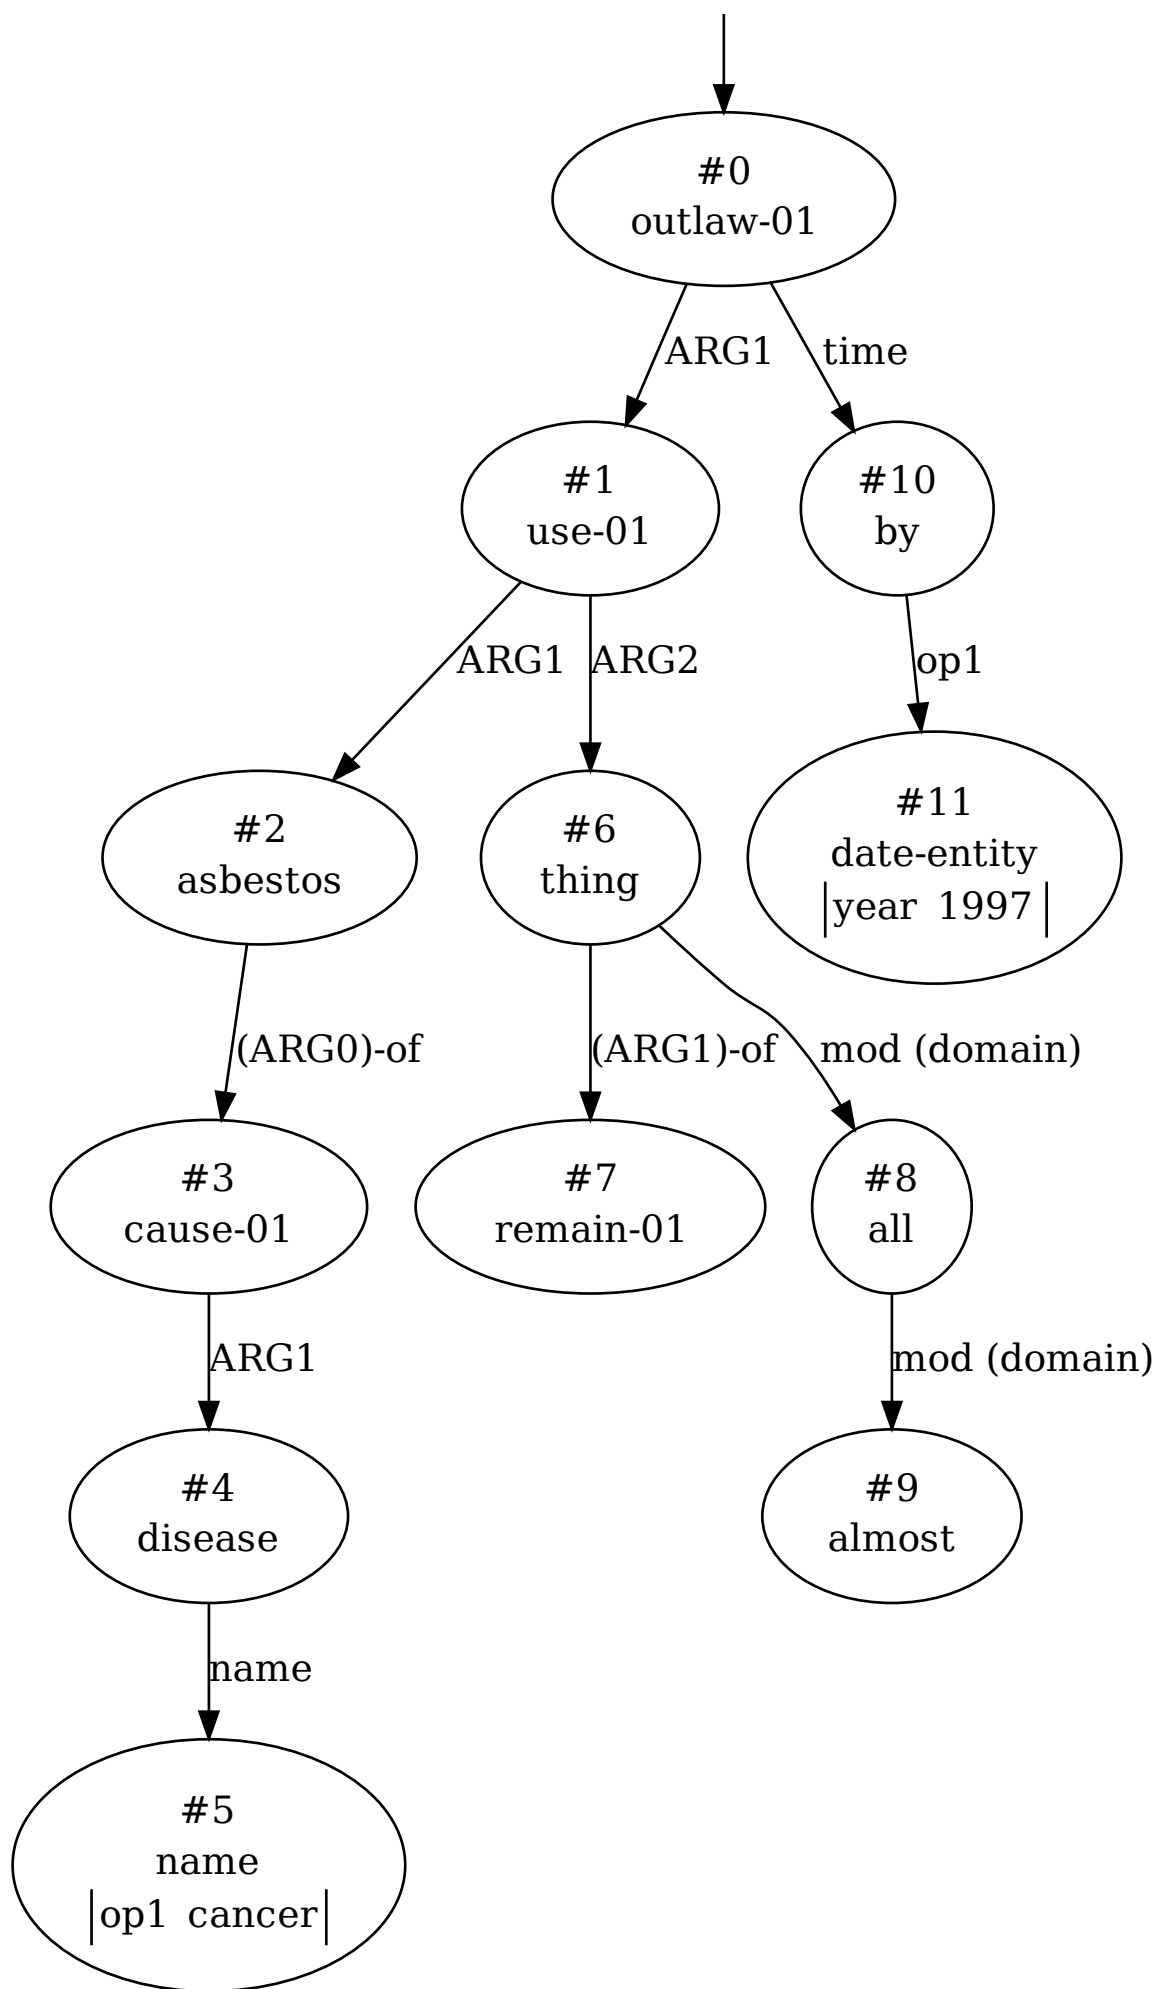 #0
outlaw-01
ARG1
time
#1
use-01
#10
by
ARG1
ARG2
op1
#2
asbestos
#6
thing
#11
date-entity
|year 1997|
(ARG0)-of
(ARG1)-of
mod (domain)
#3
cause-01
#7
remain-01
#8
all
ARG1
mod (domain)
#4
disease
#9
almost
name
#5
name
|op1 cancer|